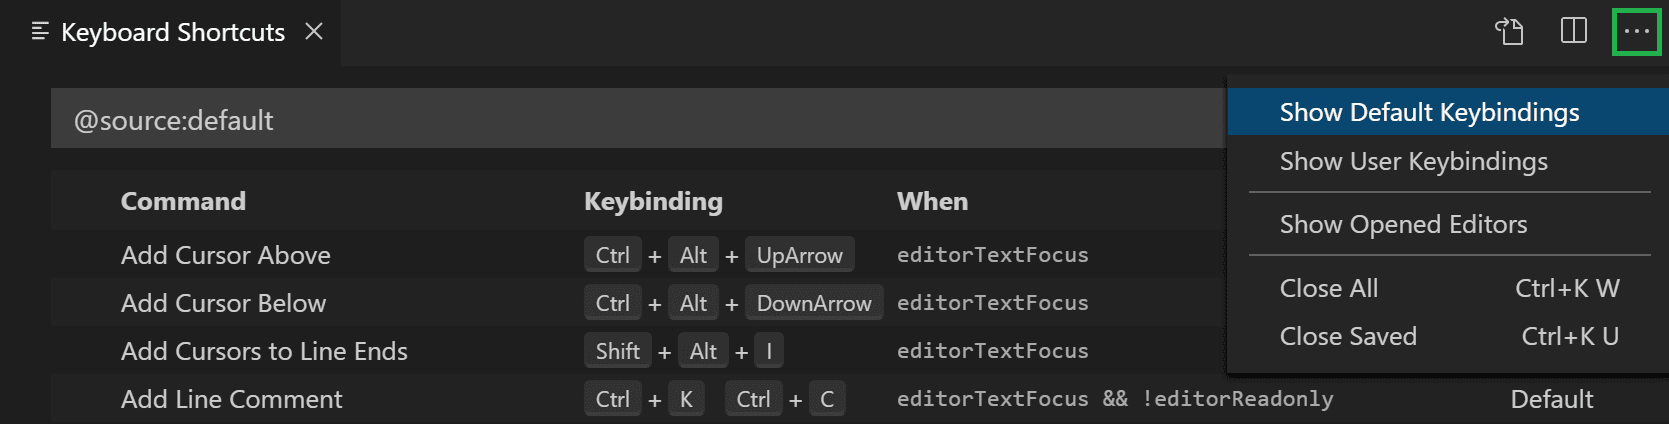 Keyboard Shortcuts
@source:default
Show Default Keybindings
Show User Keybindings
Show Opened Editors
Close All Ctrl+K W
Close Saved Ctrl+K U
Command Keybinding When
Add Cursor Above Ctrl + Alt + UpArrow editorTextFocus
Add Cursor Below Ctrl + Alt + DownArrow editorTextFocus
Add Cursors to Line Ends Shift + Alt + I editorTextFocus
Add Line Comment Ctrl + K Ctrl + C editorTextFocus && !editorReadonly Default